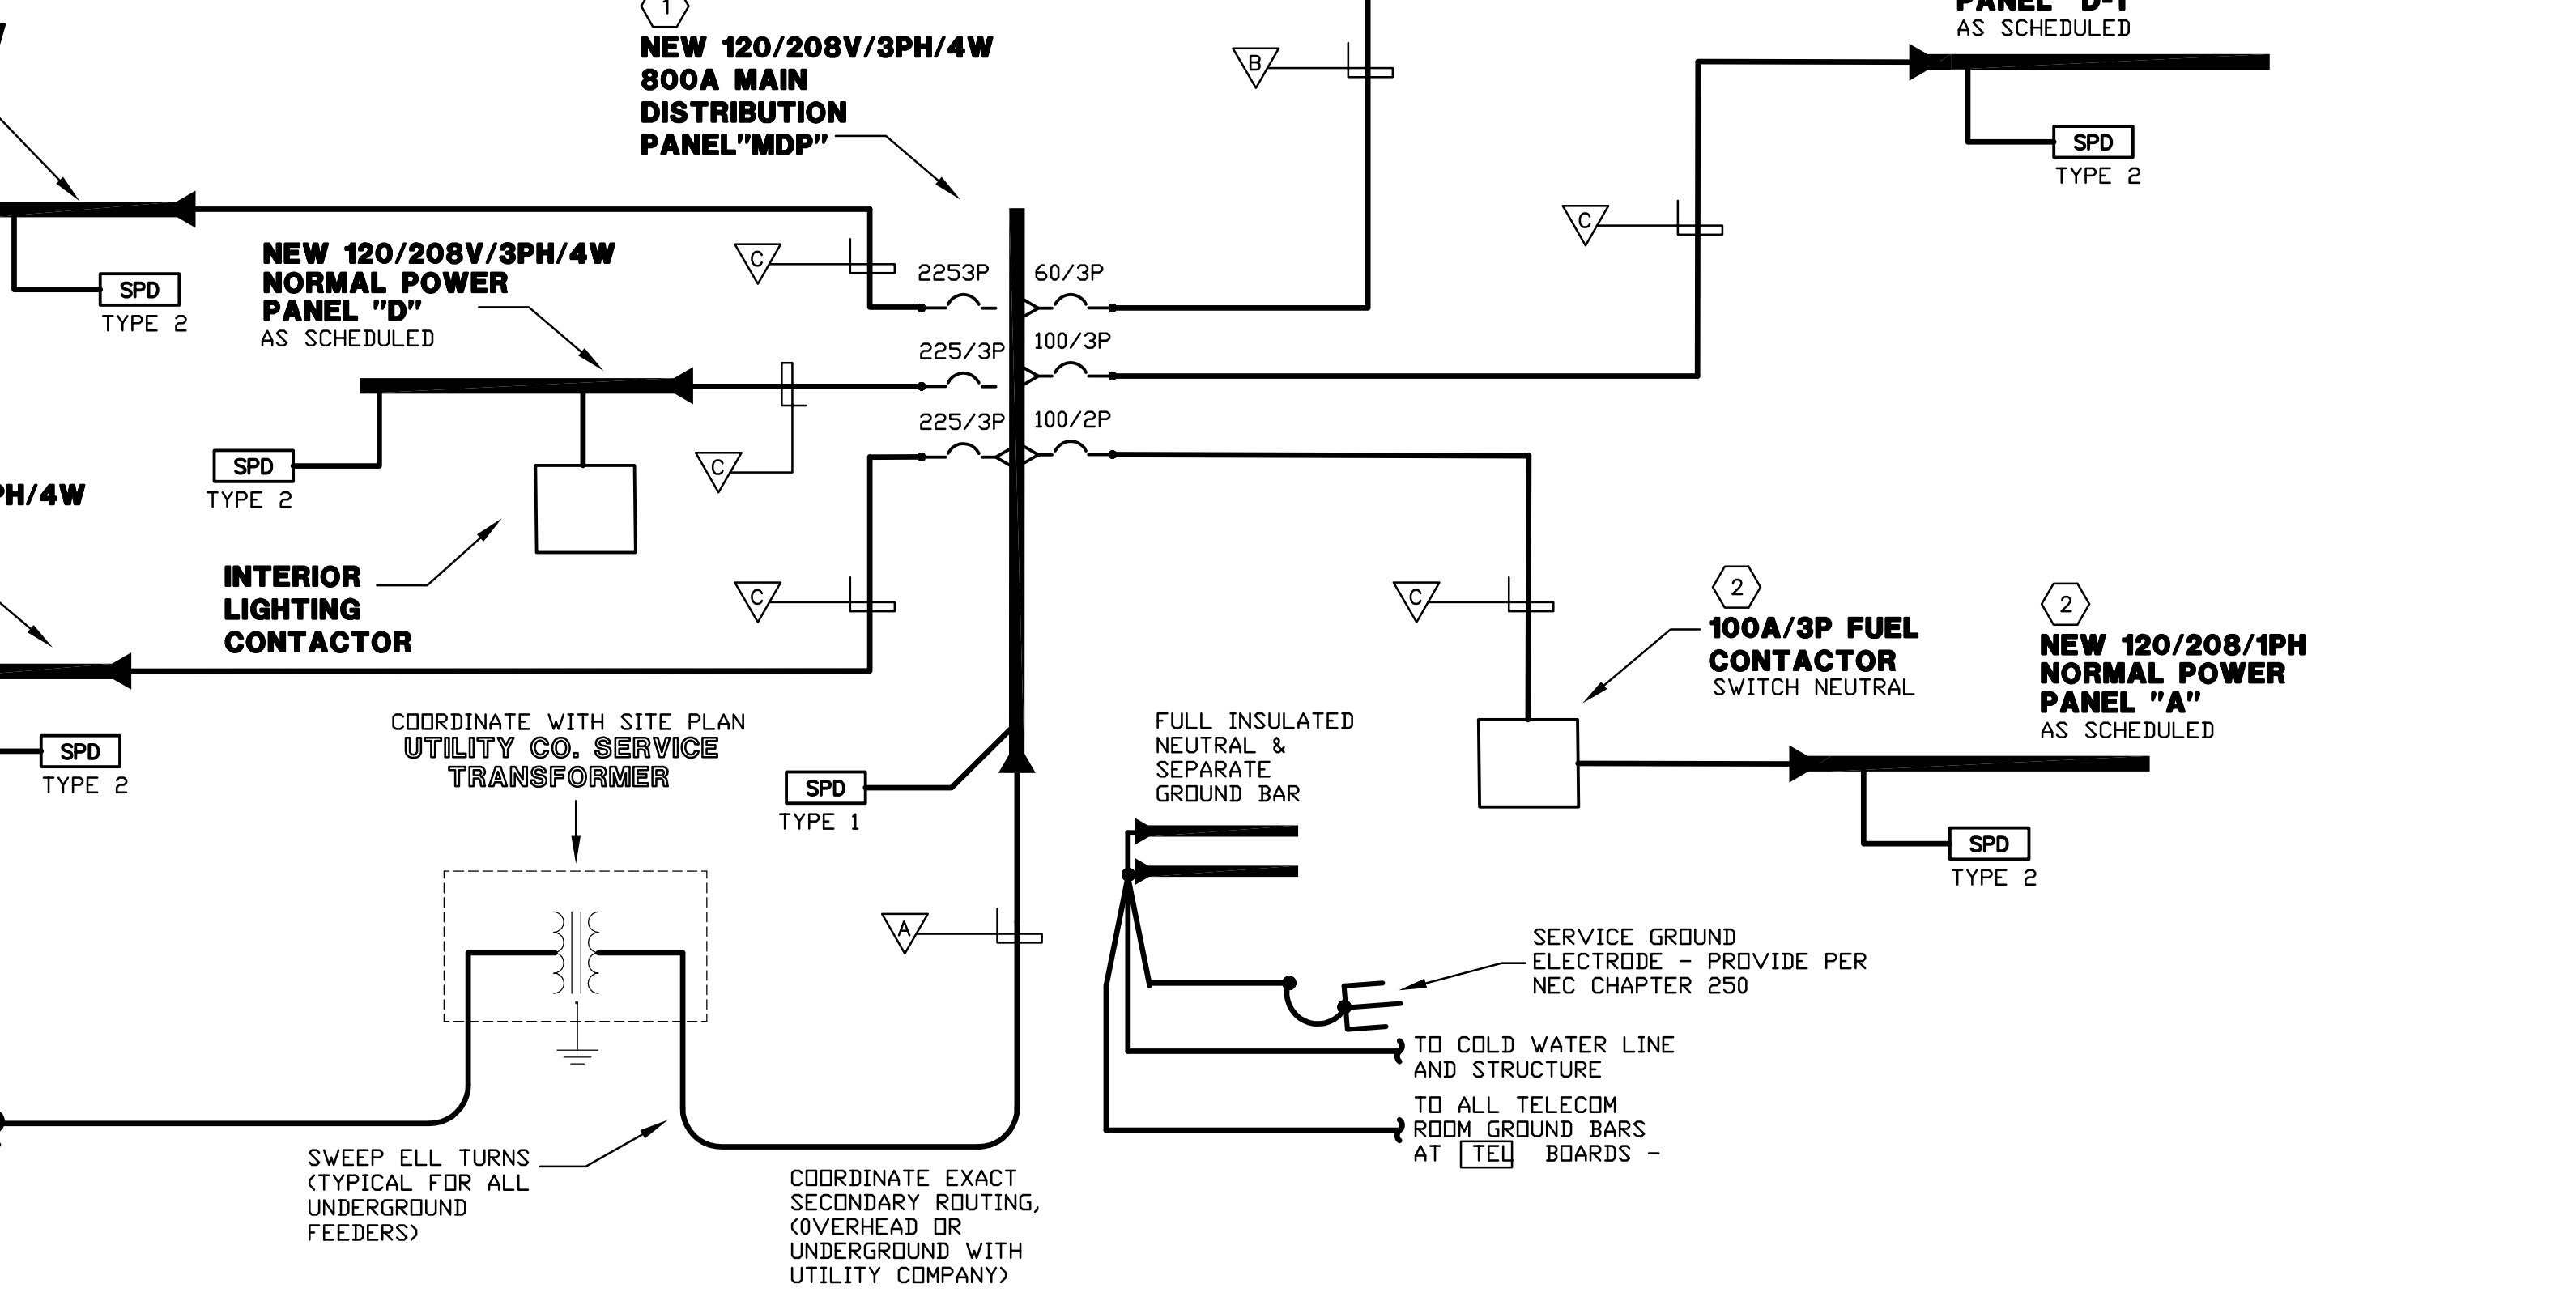 1
NEW 120/208V/3PH/4W
800A MAIN
DISTRIBUTION
PANEL"MDP"
B
PANEL "D-1"
AS SCHEDULED
SPD
TYPE 2
C
SPD
TYPE 2
NEW 120/208V/3PH/4W
NORMAL POWER
PANEL "D"
AS SCHEDULED
C
2253P
60/3P
225/3P
100/3P
225/3P
100/2P
SPD
TYPE 2
C
PH/4W
INTERIOR
LIGHTING
CONTACTOR
C
C
2
100A/3P FUEL
CONTACTOR
SWITCH NEUTRAL
2
NEW 120/208/1PH
NORMAL POWER
PANEL "A"
AS SCHEDULED
SPD
TYPE 2
SPD
TYPE 2
COORDINATE WITH SITE PLAN
UTILITY CO. SERVICE
TRANSFORMER
SPD
TYPE 1
FULL INSULATED
NEUTRAL &
SEPARATE
GROUND BAR
A
SERVICE GROUND
ELECTRODE - PROVIDE PER
NEC CHAPTER 250
TO COLD WATER LINE
AND STRUCTURE
TO ALL TELECOM
ROOM GROUND BARS
AT TEL BOARDS -
SWEEP ELL TURNS
(TYPICAL FOR ALL
UNDERGROUND
FEEDERS)
COORDINATE EXACT
SECONDARY ROUTING,
(OVERHEAD OR
UNDERGROUND WITH
UTILITY COMPANY)